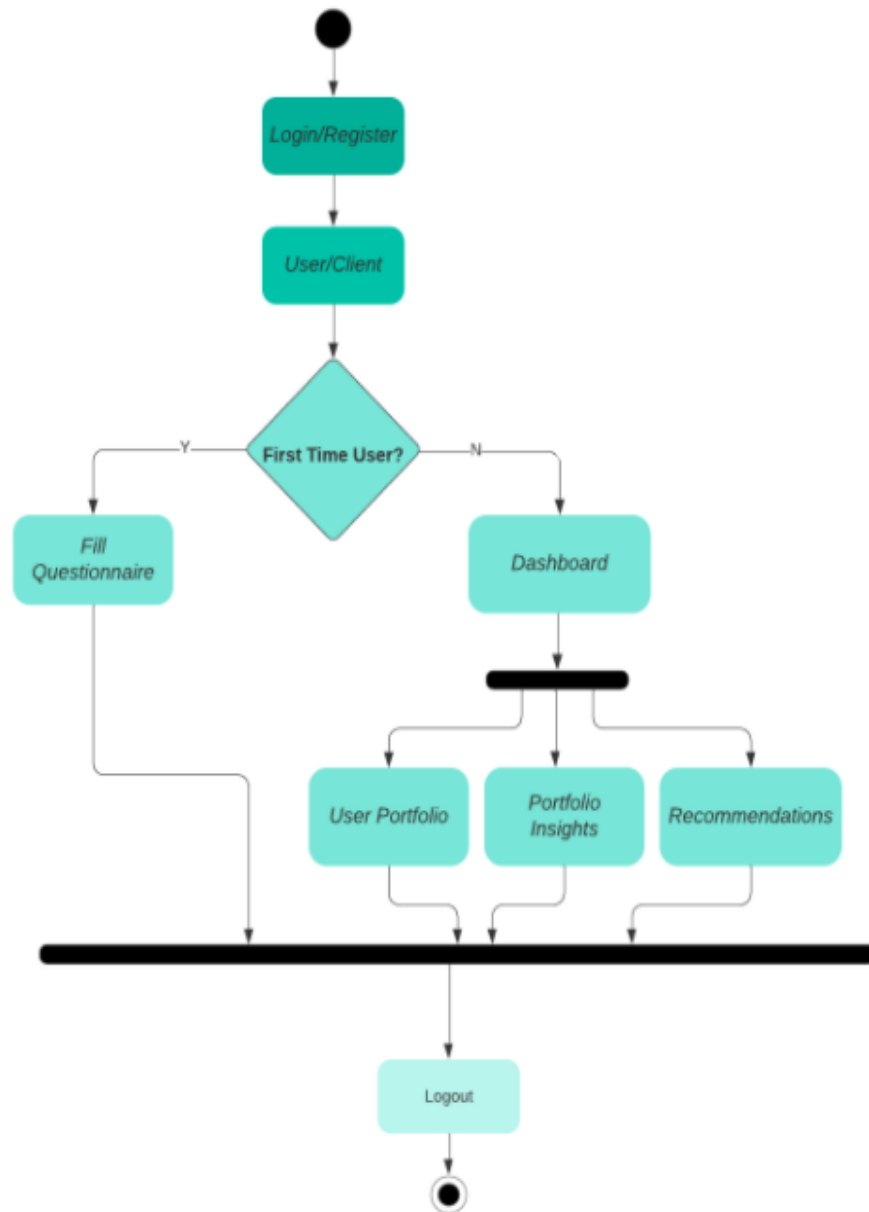 Login/Register
User/Client
First Time User?
Y
N
Fill
Questionnaire
Dashboard
User Portfolio
Portfolio
Insights
Recommendations
Logout